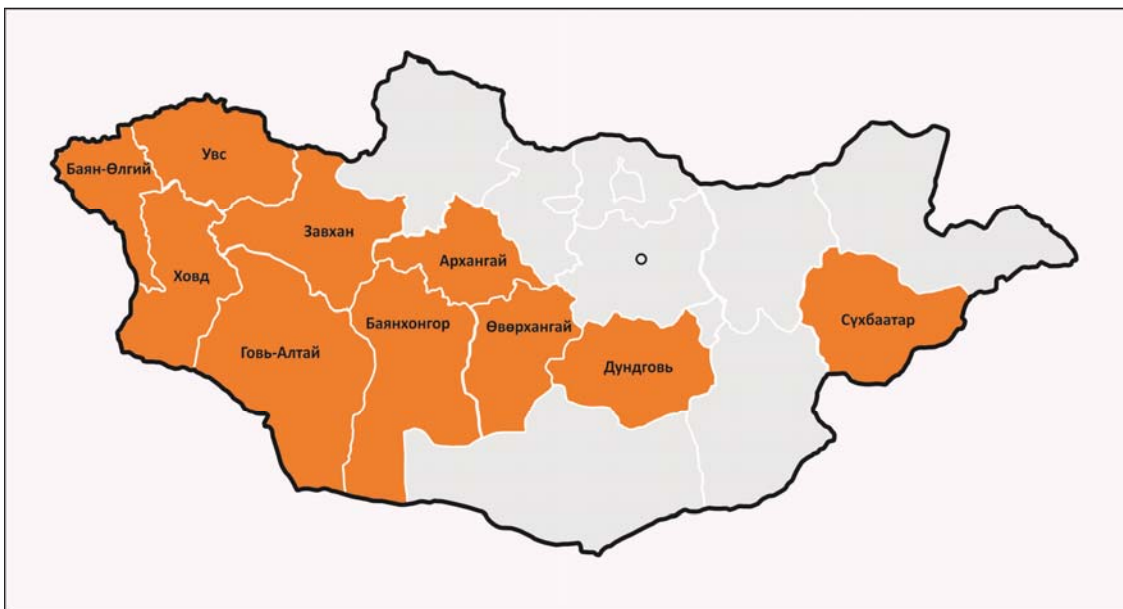 Увс
Баян-Өлгий
Завхан
Архангай
Ховд
Баянхонгор
Өвөрхангай
Сүхбаатар
Говь-Алтай
Дундговь